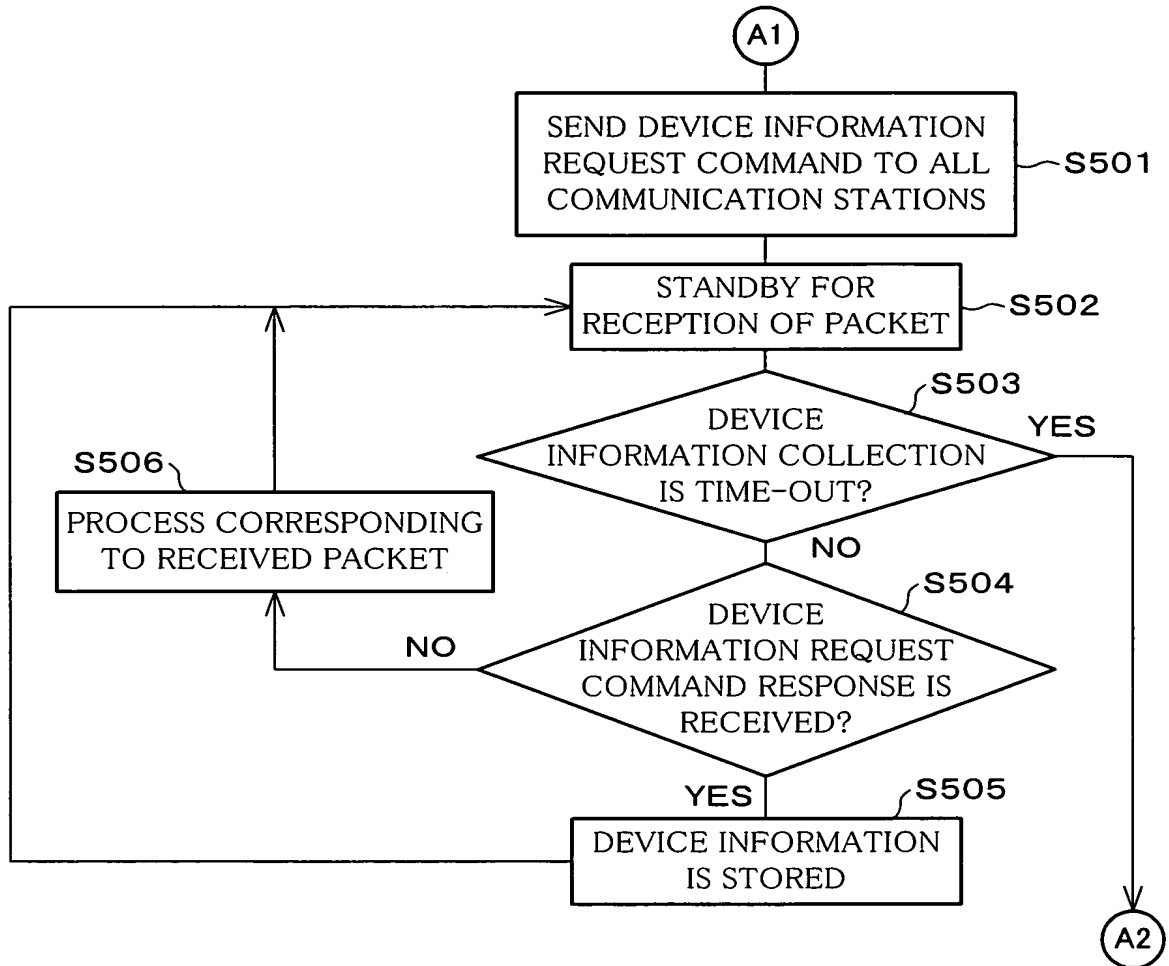 A1
SEND DEVICE INFORMATION
REQUEST COMMAND TO ALL
COMMUNICATION STATIONS
S501
STANDBY FOR
RECEPTION OF PACKET
S502
S503
DEVICE
INFORMATION COLLECTION
IS TIME-OUT?
YES
NO
S506
PROCESS CORRESPONDING
TO RECEIVED PACKET
S504
DEVICE
INFORMATION REQUEST
COMMAND RESPONSE IS
RECEIVED?
NO
YES
S505
DEVICE INFORMATION
IS STORED
A2